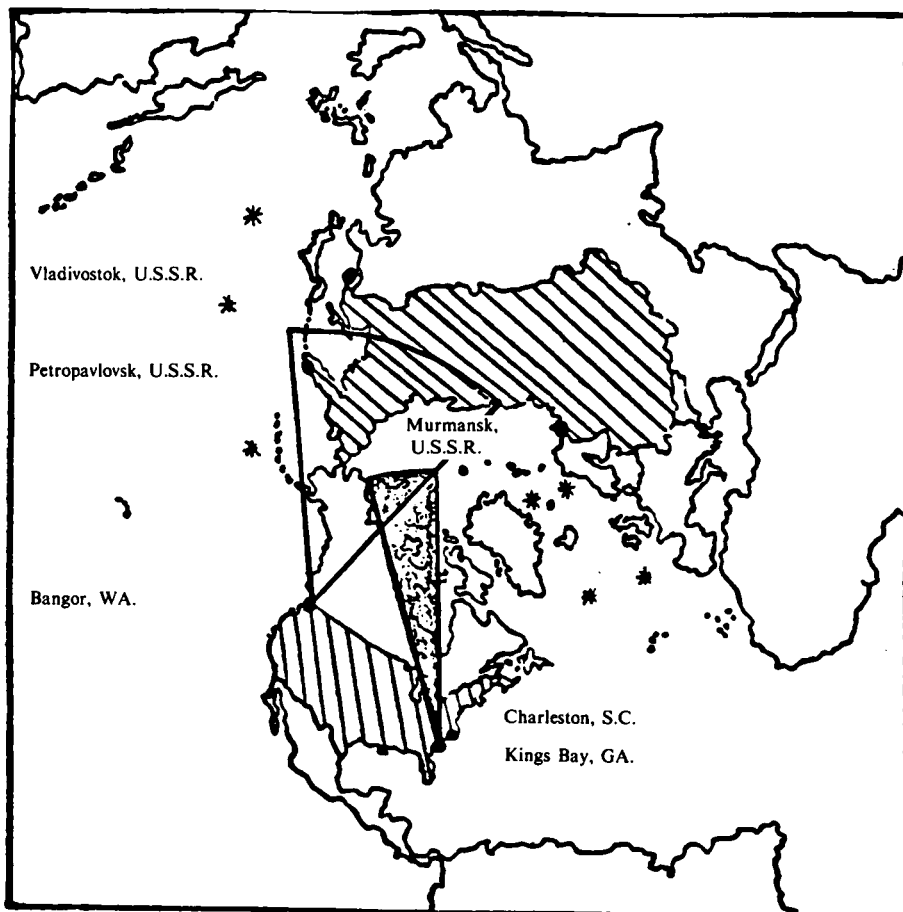 Vladivostok, U.S.S.R.
Petropavlovsk, U.S.S.R.
Murmansk,
U.S.S.R.
Bangor, WA.
Charleston, S.C.
Kings Bay, GA.